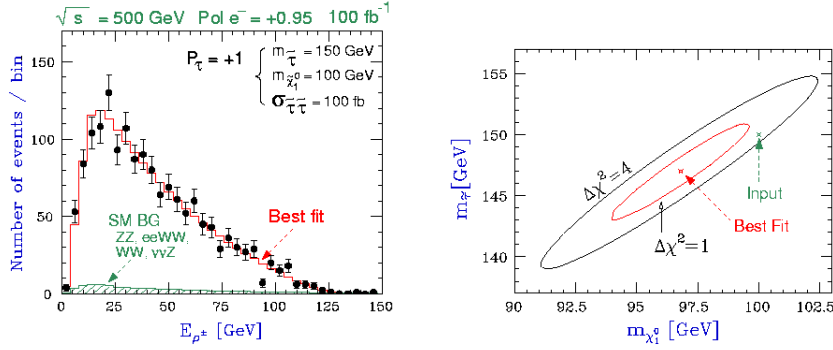 √s = 500 GeV Pol e⁻ = +0.95 100 fb⁻¹
Number of events / bin
150
100
50
0
0 25 50 75 100 125 150
E_ρ± [GeV]
P_τ = +1
m_τ̃ = 150 GeV
m_χ̃₁⁰ = 100 GeV
σ_τ̃τ̃ = 100 fb
SM BG
ZZ, eeWW,
WW, ννZ
Best fit
m_τ̃ [GeV]
155
150
145
140
90 92.5 95 97.5 100 102.5
m_χ₁⁰ [GeV]
Δχ² = 4
Input
Best Fit
Δχ² = 1